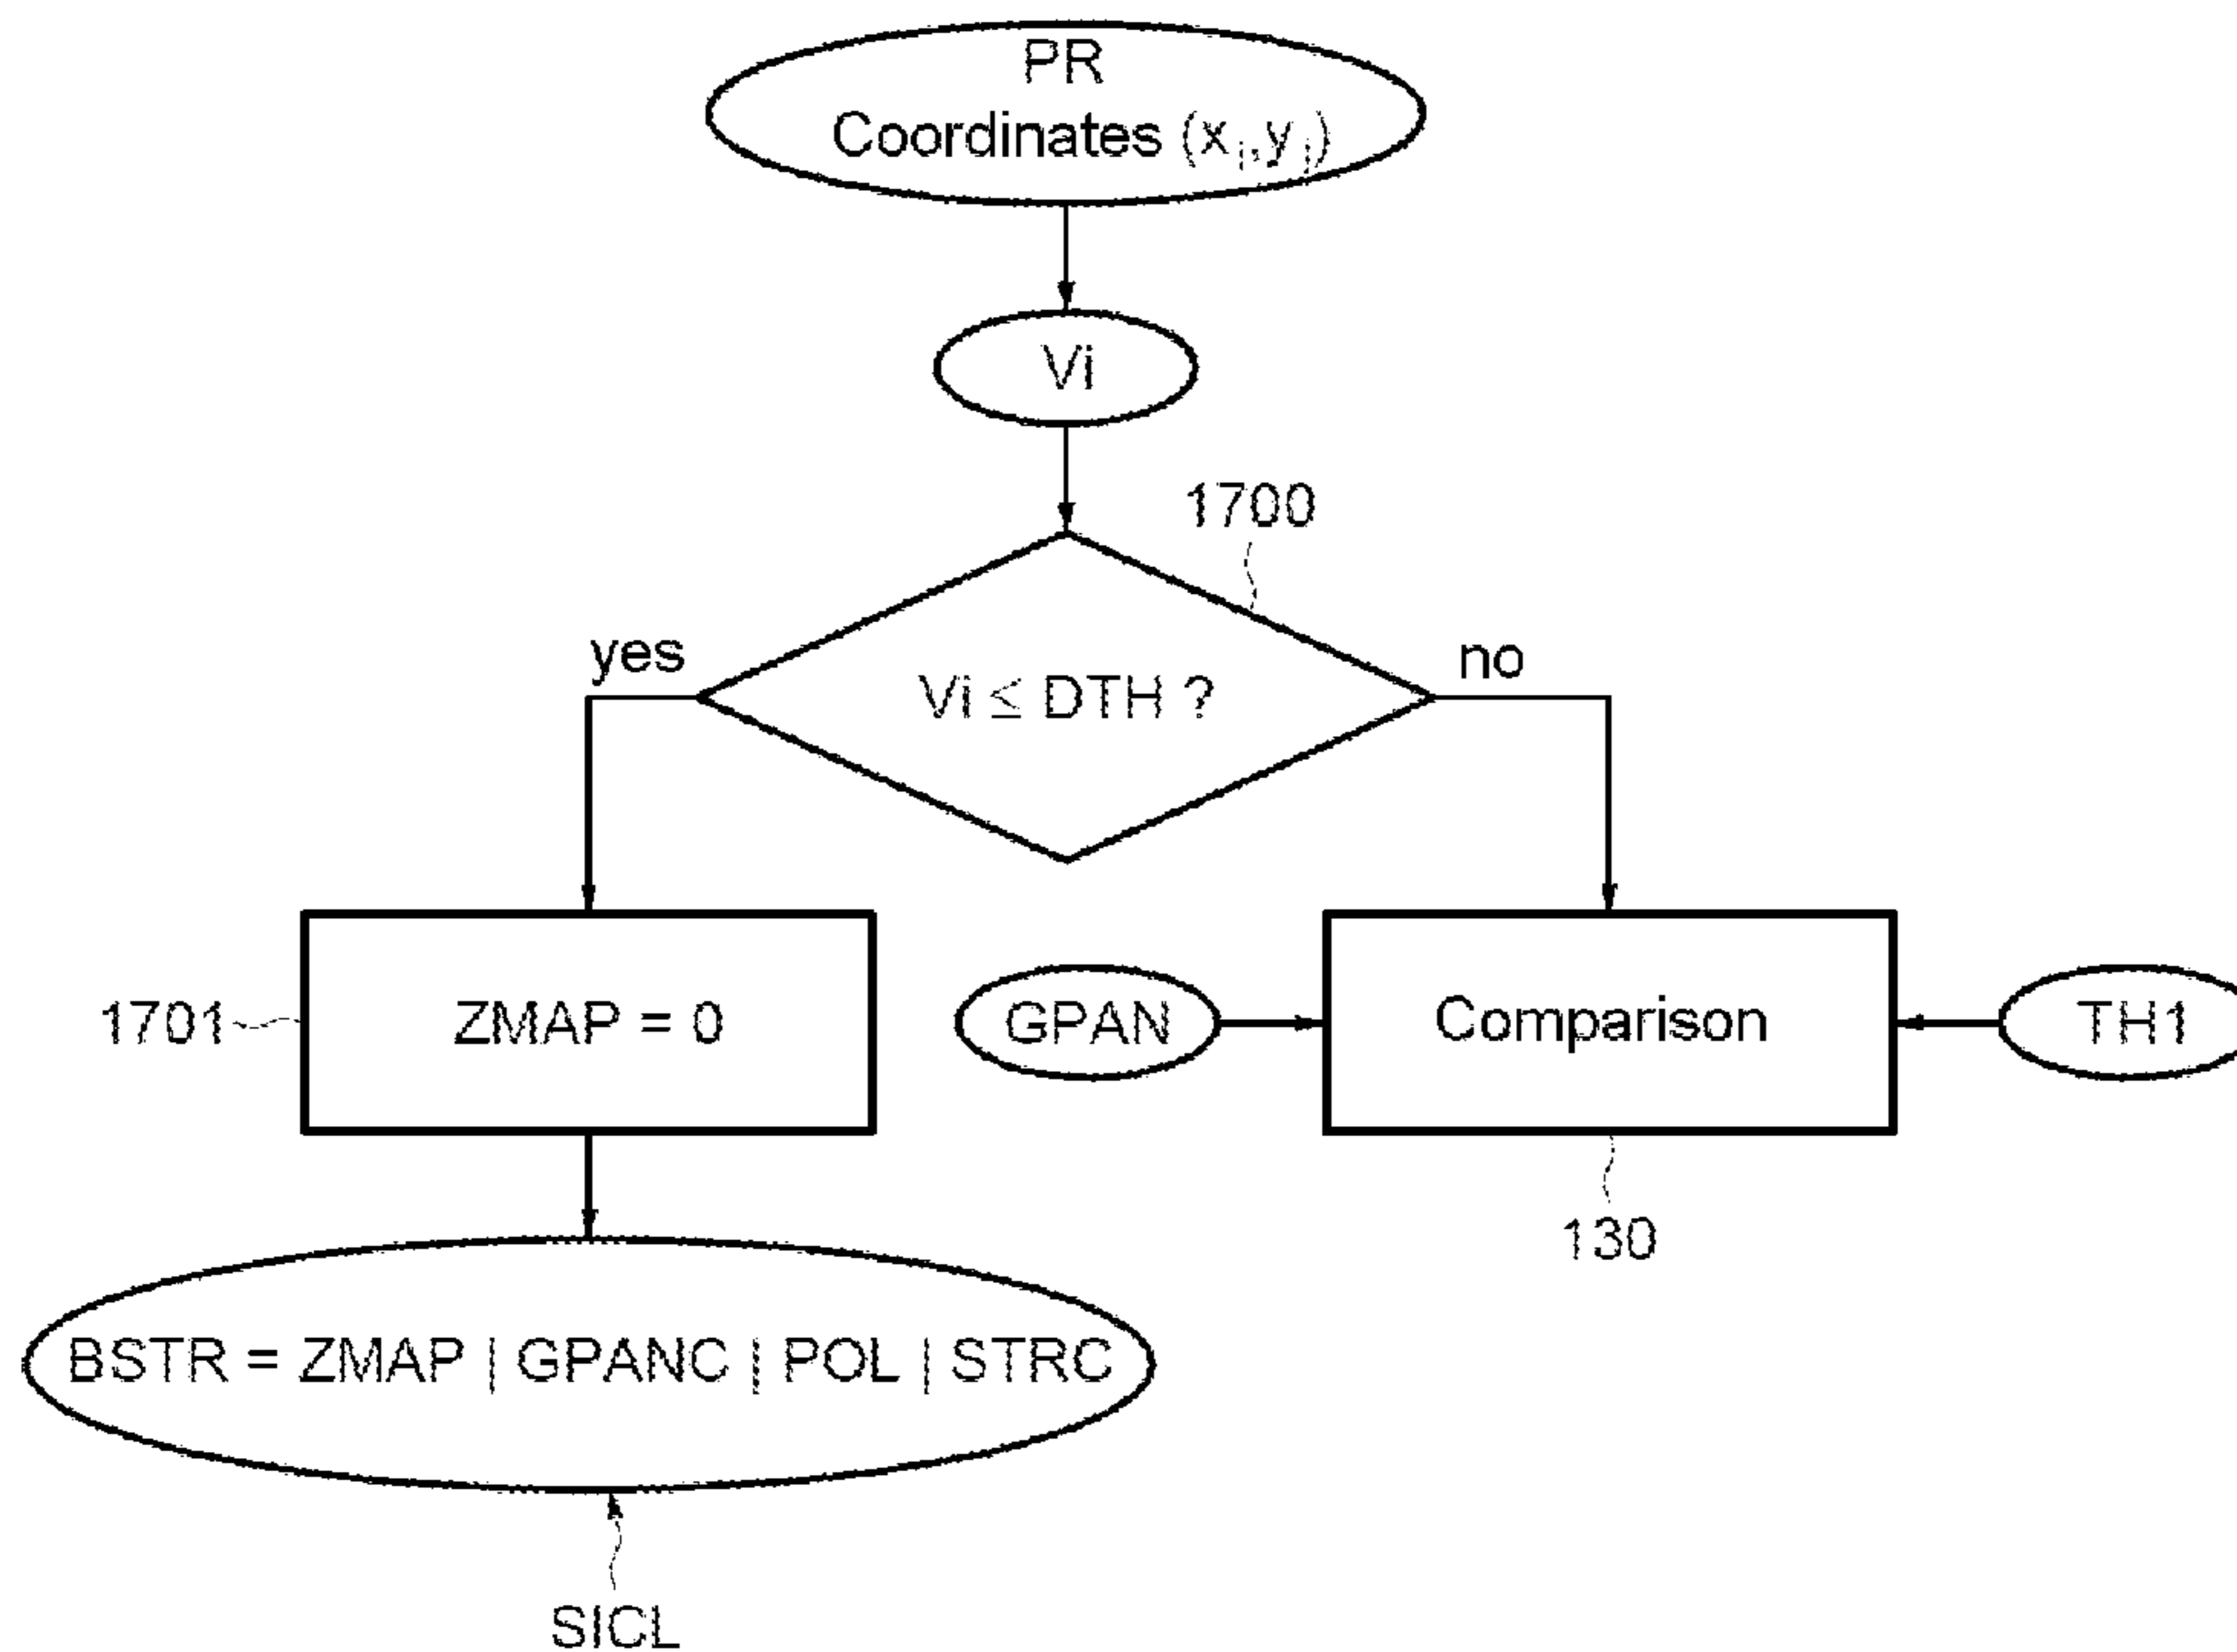 PR
Coordinates (xi,yi)
Vi
1700
yes
no
Vi ≤ DTH ?
1701
ZMAP = 0
GPAN
Comparison
TH1
130
BSTR = ZMAP | GPANC | POL | STRC
SICL